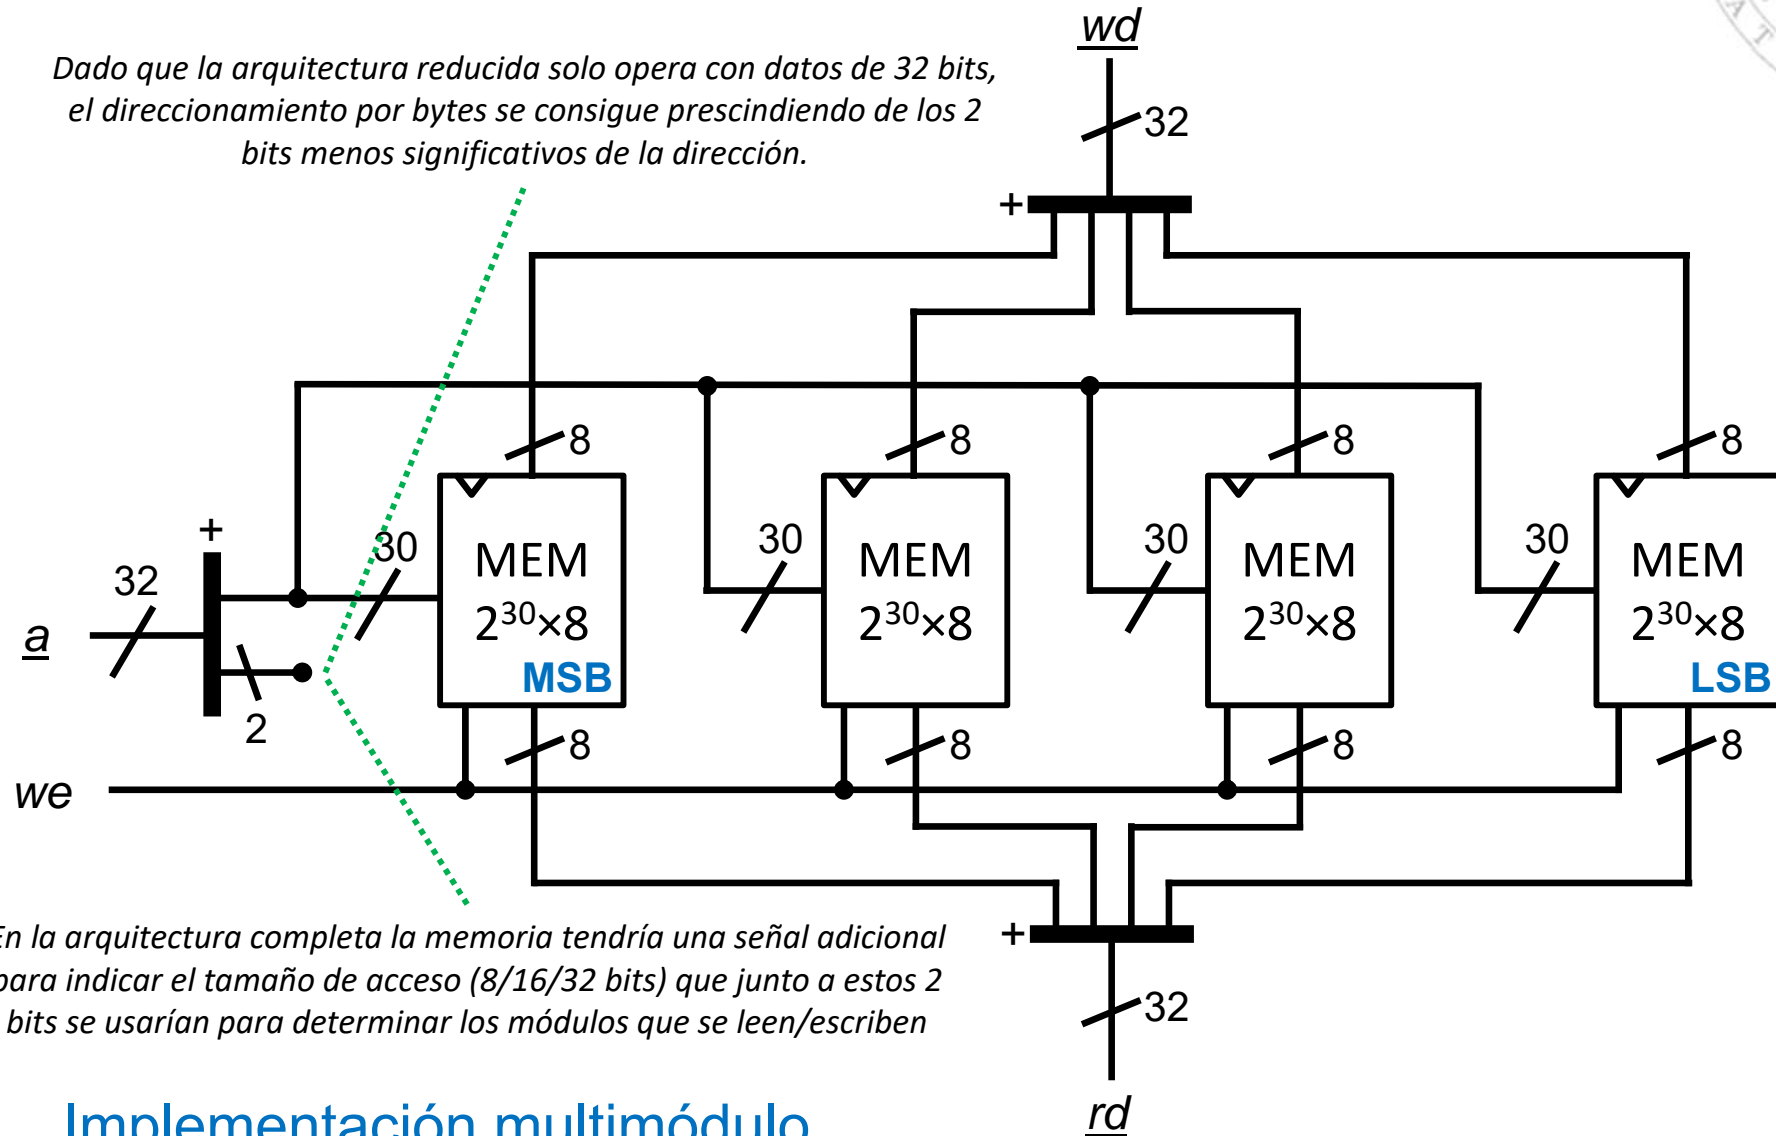 wd
Dado que la arquitectura reducida solo opera con datos de 32 bits,
el direccionamiento por bytes se consigue prescindiendo de los 2
bits menos significativos de la dirección.
32
+
8 8 8 8
+
32
30 30 30 30
MEM MEM MEM MEM
2³⁰×8 2³⁰×8 2³⁰×8 2³⁰×8
a
MSB LSB
2
8 8 8 8
we
En la arquitectura completa la memoria tendría una señal adicional
para indicar el tamaño de acceso (8/16/32 bits) que junto a estos 2
bits se usarían para determinar los módulos que se leen/escriben
+
32
rd
Implementación multimódulo